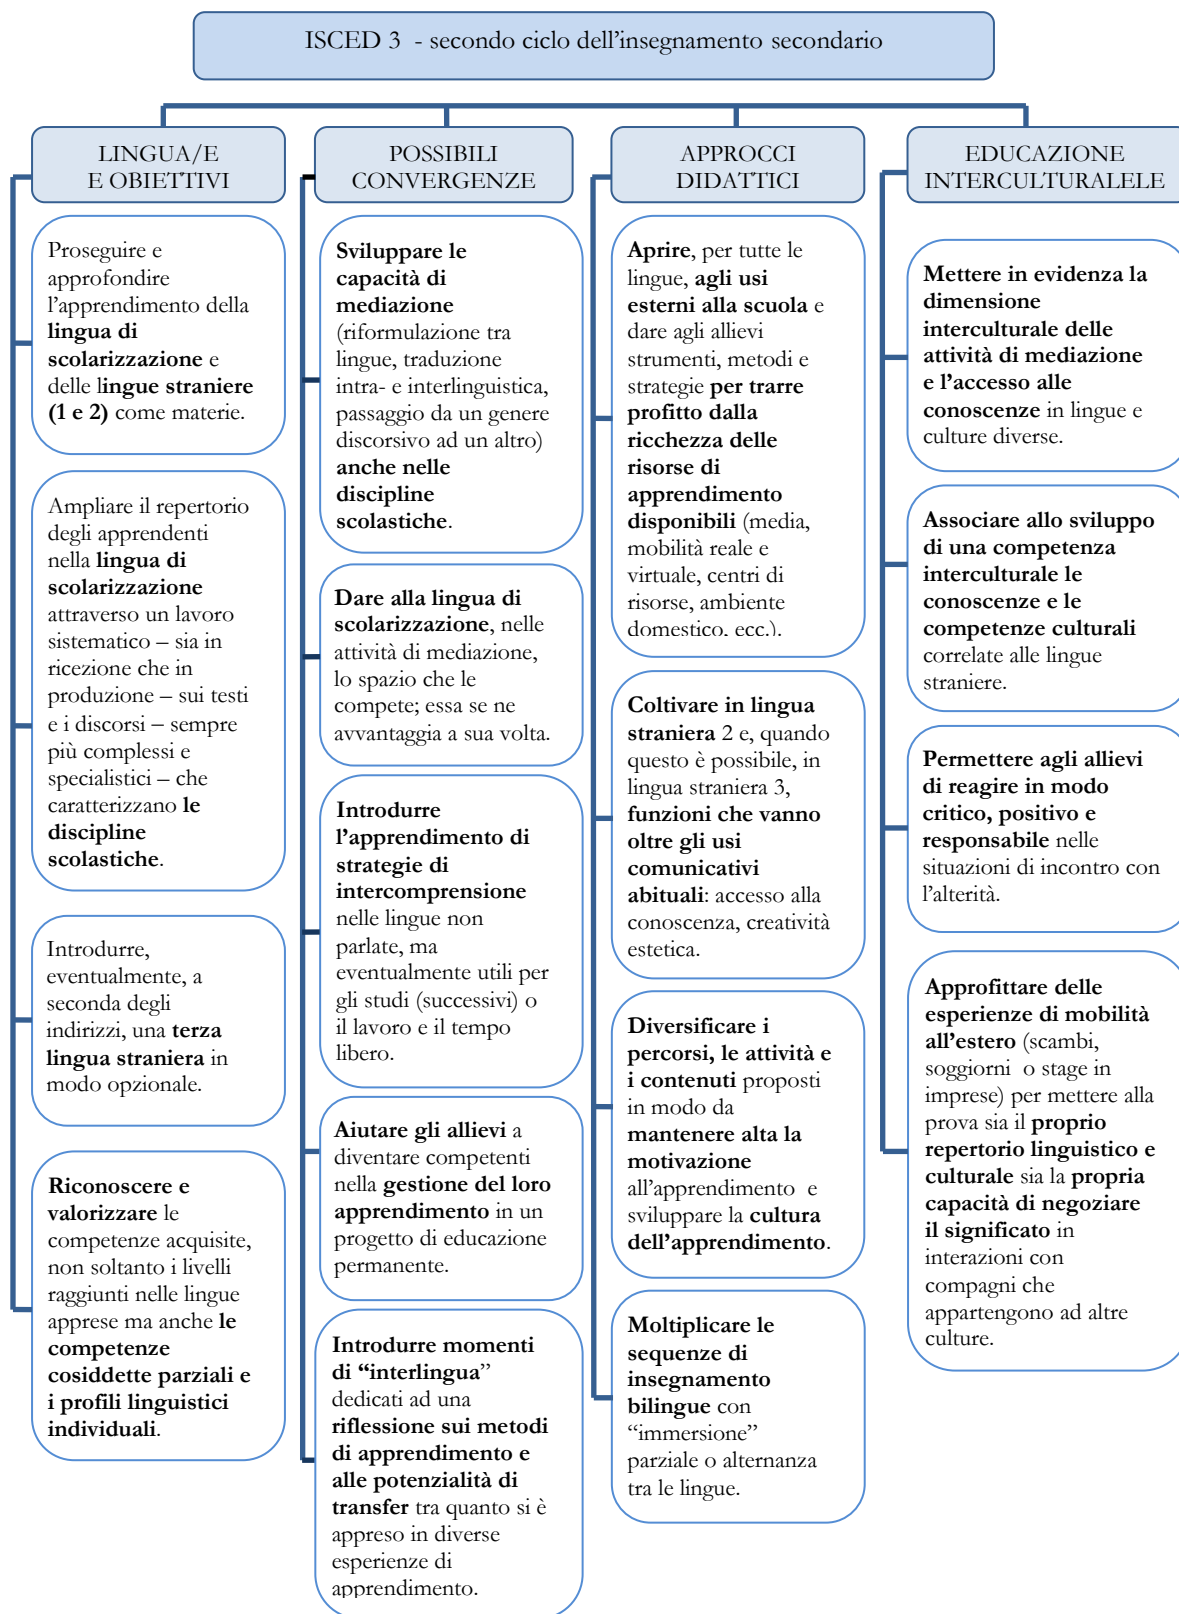 ISCED 3 - secondo ciclo dell'insegnamento secondario
LINGUA/E
E OBIETTIVI
Proseguire e
approfondire
l'apprendimento della
lingua di
scolarizzazione e
delle lingue straniere
(1 e 2) come materie.
Ampliare il repertorio
degli apprendenti
nella lingua di
scolarizzazione
attraverso un lavoro
sistematico – sia in
ricezione che in
produzione – sui testi
e i discorsi – sempre
più complessi e
specialistici – che
caratterizzano le
discipline
scolastiche.
Introdurre,
eventualmente, a
seconda degli
indirizzi, una terza
lingua straniera in
modo opzionale.
Riconoscere e
valorizzare le
competenze acquisite,
non soltanto i livelli
raggiunti nelle lingue
apprese ma anche le
competenze
cosiddette parziali e
i profili linguistici
individuali.
POSSIBILI
CONVERGENZE
Sviluppare le
capacità di
mediazione
(riformulazione tra
lingue, traduzione
intra- e interlinguistica,
passaggio da un genere
discorsivo ad un altro)
anche nelle
discipline
scolastiche.
Dare alla lingua di
scolarizzazione, nelle
attività di mediazione,
lo spazio che le
compete; essa se ne
avvantaggia a sua volta.
Introdurre
l'apprendimento di
strategie di
intercomprensione
nelle lingue non
parlate, ma
eventualmente utili per
gli studi (successivi) o
il lavoro e il tempo
libero.
Aiutare gli allievi a
diventare competenti
nella gestione del loro
apprendimento in un
progetto di educazione
permanente.
Introdurre momenti
di “interlingua”
dedicati ad una
riflessione sui metodi
di apprendimento e
alle potenzialità di
transfer tra quanto si è
appreso in diverse
esperienze di
apprendimento.
APPROCCI
DIDATTICI
Aprire, per tutte le
lingue, agli usi
esterni alla scuola e
dare agli allievi
strumenti, metodi e
strategie per trarre
profitto dalla
ricchezza delle
risorse di
apprendimento
disponibili (media,
mobilità reale e
virtuale, centri di
risorse, ambiente
domestico, ecc.).
Coltivare in lingua
straniera 2 e, quando
questo è possibile, in
lingua straniera 3,
funzioni che vanno
oltre gli usi
comunicativi
abituali: accesso alla
conoscenza, creatività
estetica.
Diversificare i
percorsi, le attività e
i contenuti proposti
in modo da
mantenere alta la
motivazione
all'apprendimento e
sviluppare la cultura
dell'apprendimento.
Moltiplicare le
sequenze di
insegnamento
bilingue con
“immersione”
parziale o alternanza
tra le lingue.
EDUCAZIONE
INTERCULTURALELE
Mettere in evidenza la
dimensione
interculturale delle
attività di mediazione
e l'accesso alle
conoscenze in lingue e
culture diverse.
Associare allo sviluppo
di una competenza
interculturale le
conoscenze e le
competenze culturali
correlate alle lingue
straniere.
Permettere agli allievi
di reagire in modo
critico, positivo e
responsabile nelle
situazioni di incontro con
l'alterità.
Approfittare delle
esperienze di mobilità
all'estero (scambi,
soggiorni o stage in
imprese) per mettere alla
prova sia il proprio
repertorio linguistico e
culturale sia la propria
capacità di negoziare
il significato in
interazioni con
compagni che
appartengono ad altre
culture.